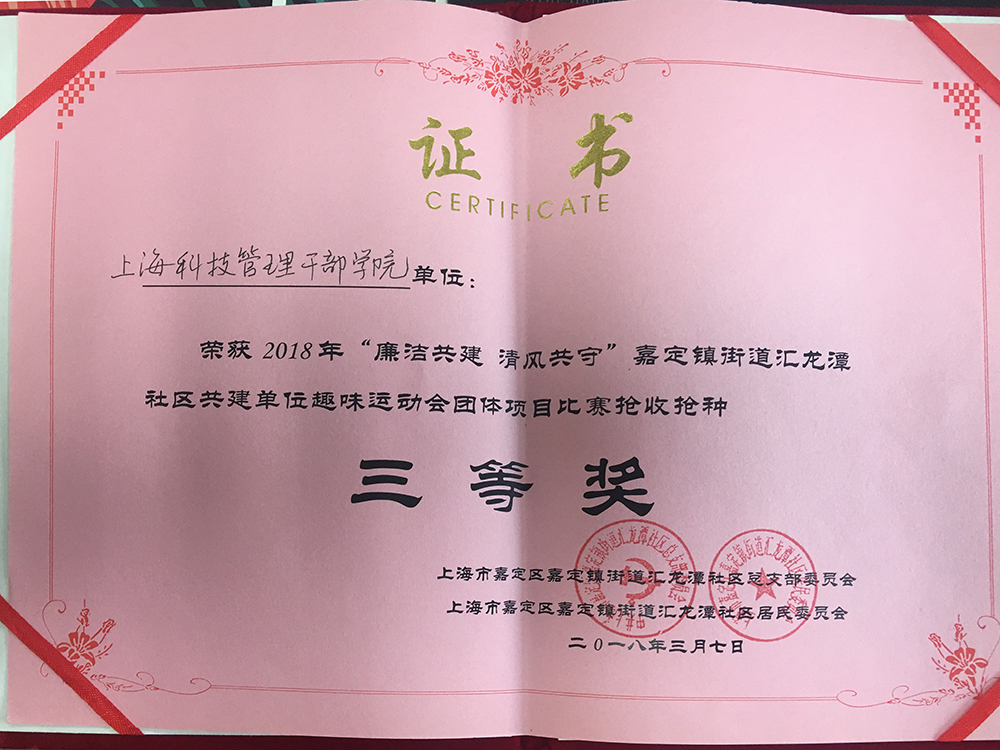 证 书
CERTIFICATE
上海科技管理干部学院单位：
荣获 2018年“廉洁共建 清风共守”嘉定镇街道汇龙潭
社区共建单位趣味运动会团体项目比赛抢收抢种
三等奖
上海市嘉定区嘉定镇街道汇龙潭社区总支部委员会
上海市嘉定区嘉定镇街道汇龙潭社区居民委员会
二0一八年三月七日